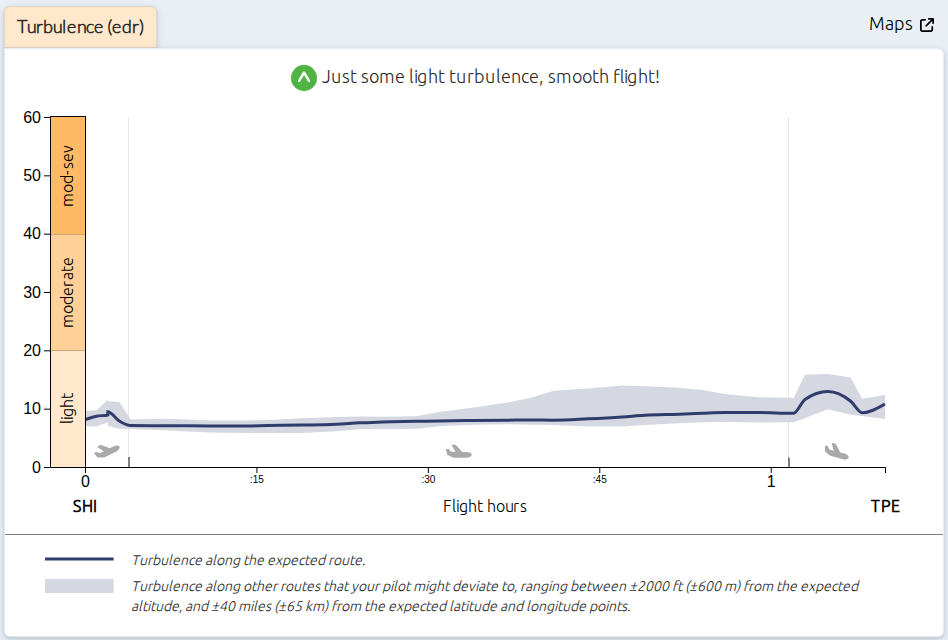 Turbulence (edr)
Maps
Just some light turbulence, smooth flight!
60
50
40
30
20
10
0
mod-sev
moderate
light
0
:15
:30
:45
1
SHI
Flight hours
TPE
Turbulence along the expected route.
Turbulence along other routes that your pilot might deviate to, ranging between ±2000 ft (±600 m) from the expected
altitude, and ±40 miles (±65 km) from the expected latitude and longitude points.